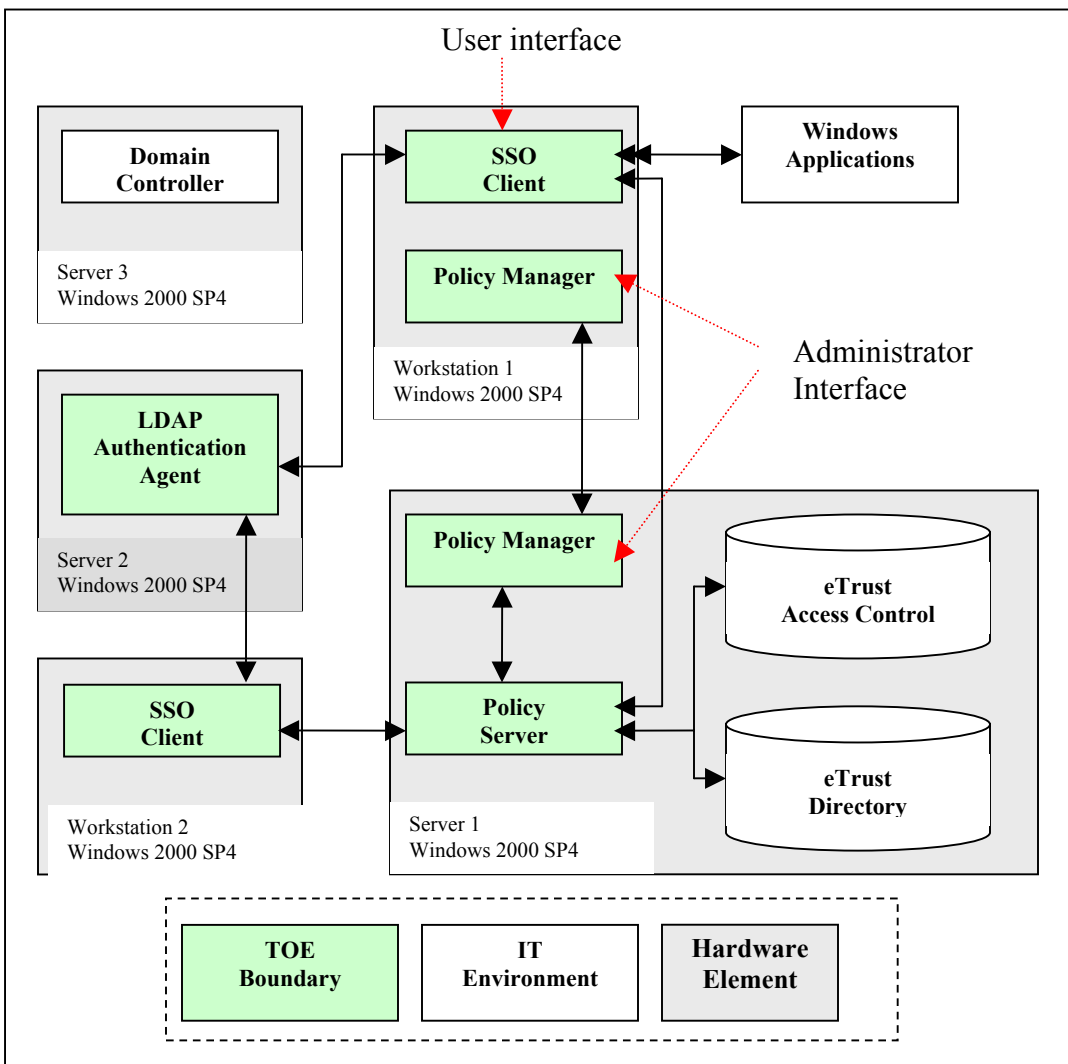 User interface
Domain
Controller
Server 3
Windows 2000 SP4
SSO
Client
Policy Manager
Workstation 1
Windows 2000 SP4
Windows
Applications
Administrator
Interface
LDAP
Authentication
Agent
Server 2
Windows 2000 SP4
Policy Manager
eTrust
Access Control
SSO
Client
Workstation 2
Windows 2000 SP4
Policy
Server
eTrust
Directory
Server 1
Windows 2000 SP4
TOE
Boundary
IT
Environment
Hardware
Element